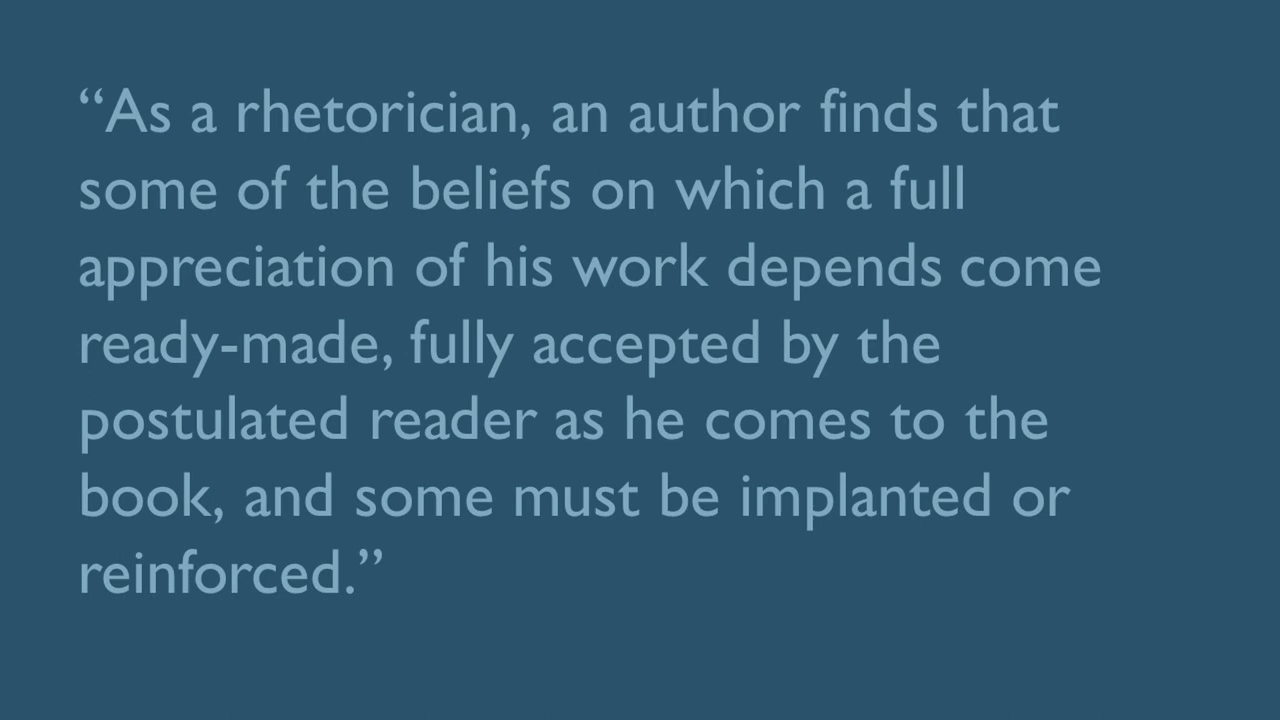 “As a rhetorician, an author finds that
some of the beliefs on which a full
appreciation of his work depends come
ready-made, fully accepted by the
postulated reader as he comes to the
book, and some must be implanted or
reinforced.”